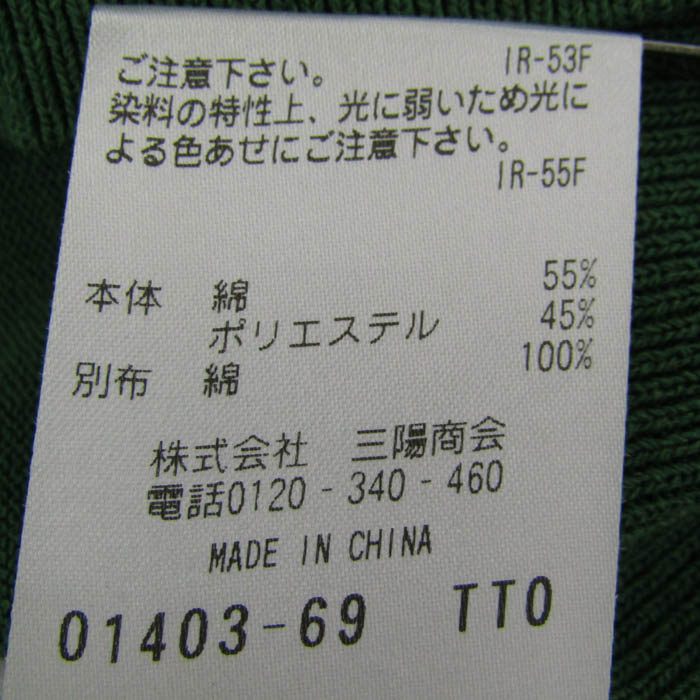 ご注意下さい。 IR-53F
染料の特性上、光に弱いため光に
よる色あせにご注意下さい。
IR-55F
本体 綿 55%
ポリエステル 45%
別布 綿 100%
株式会社 三陽商会
電話0120-340-460
MADE IN CHINA
01403-69 TTO